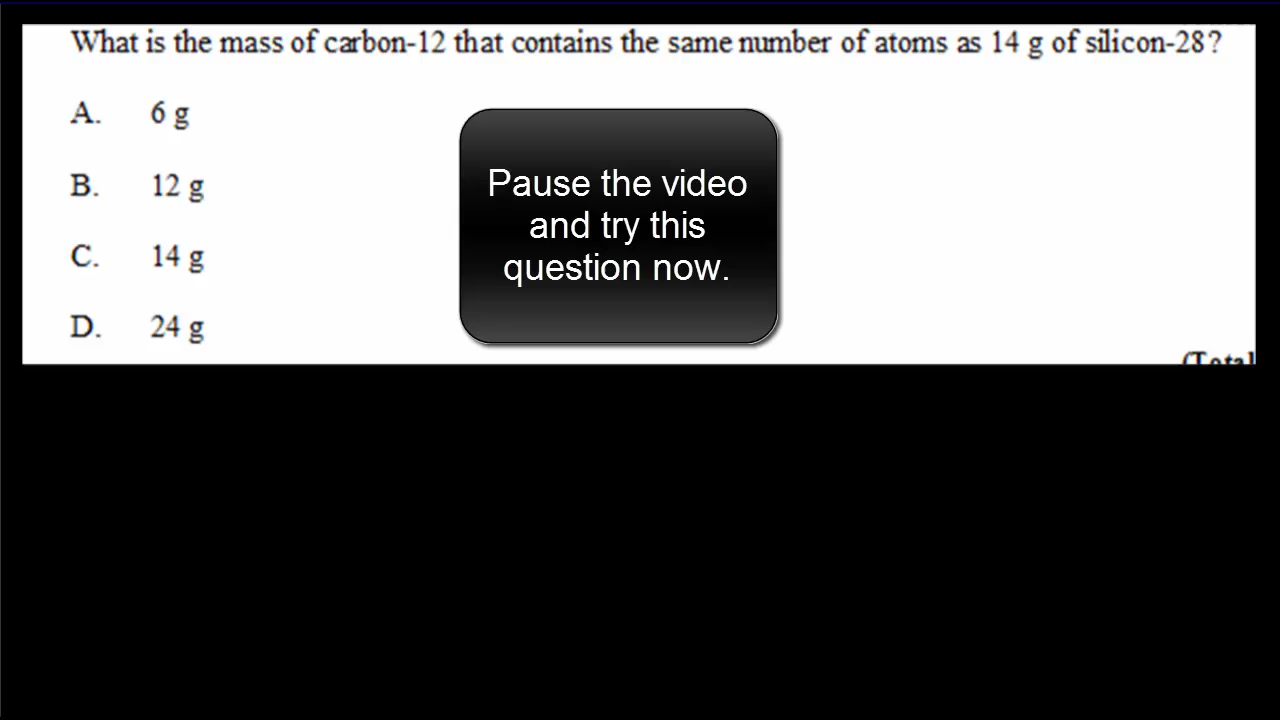 What is the mass of carbon-12 that contains the same number of atoms as 14 g of silicon-28?
A. 6 g
B. 12 g
C. 14 g
D. 24 g
Pause the video
and try this
question now.
(Total